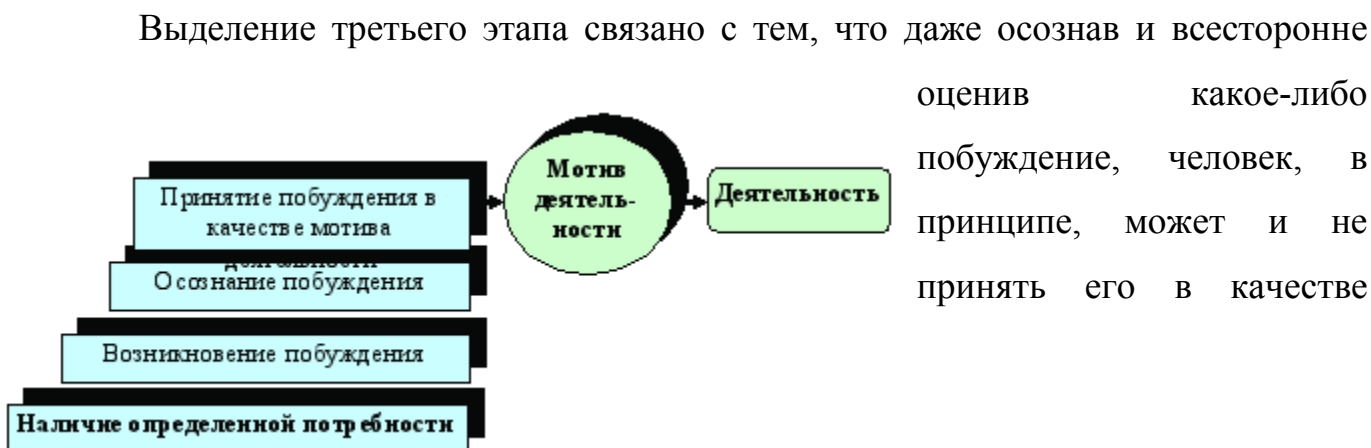 Выделение третьего этапа связано с тем, что даже осознав и всесторонне
оценив какое-либо
побуждение, человек, в
принципе, может и не
принять его в качестве
Принятие побуждения в
качестве мотива
деятельности
Осознание побуждения
Возникновение побуждения
Наличие определенной потребности
Мотив
деятель-
ности
Деятельность